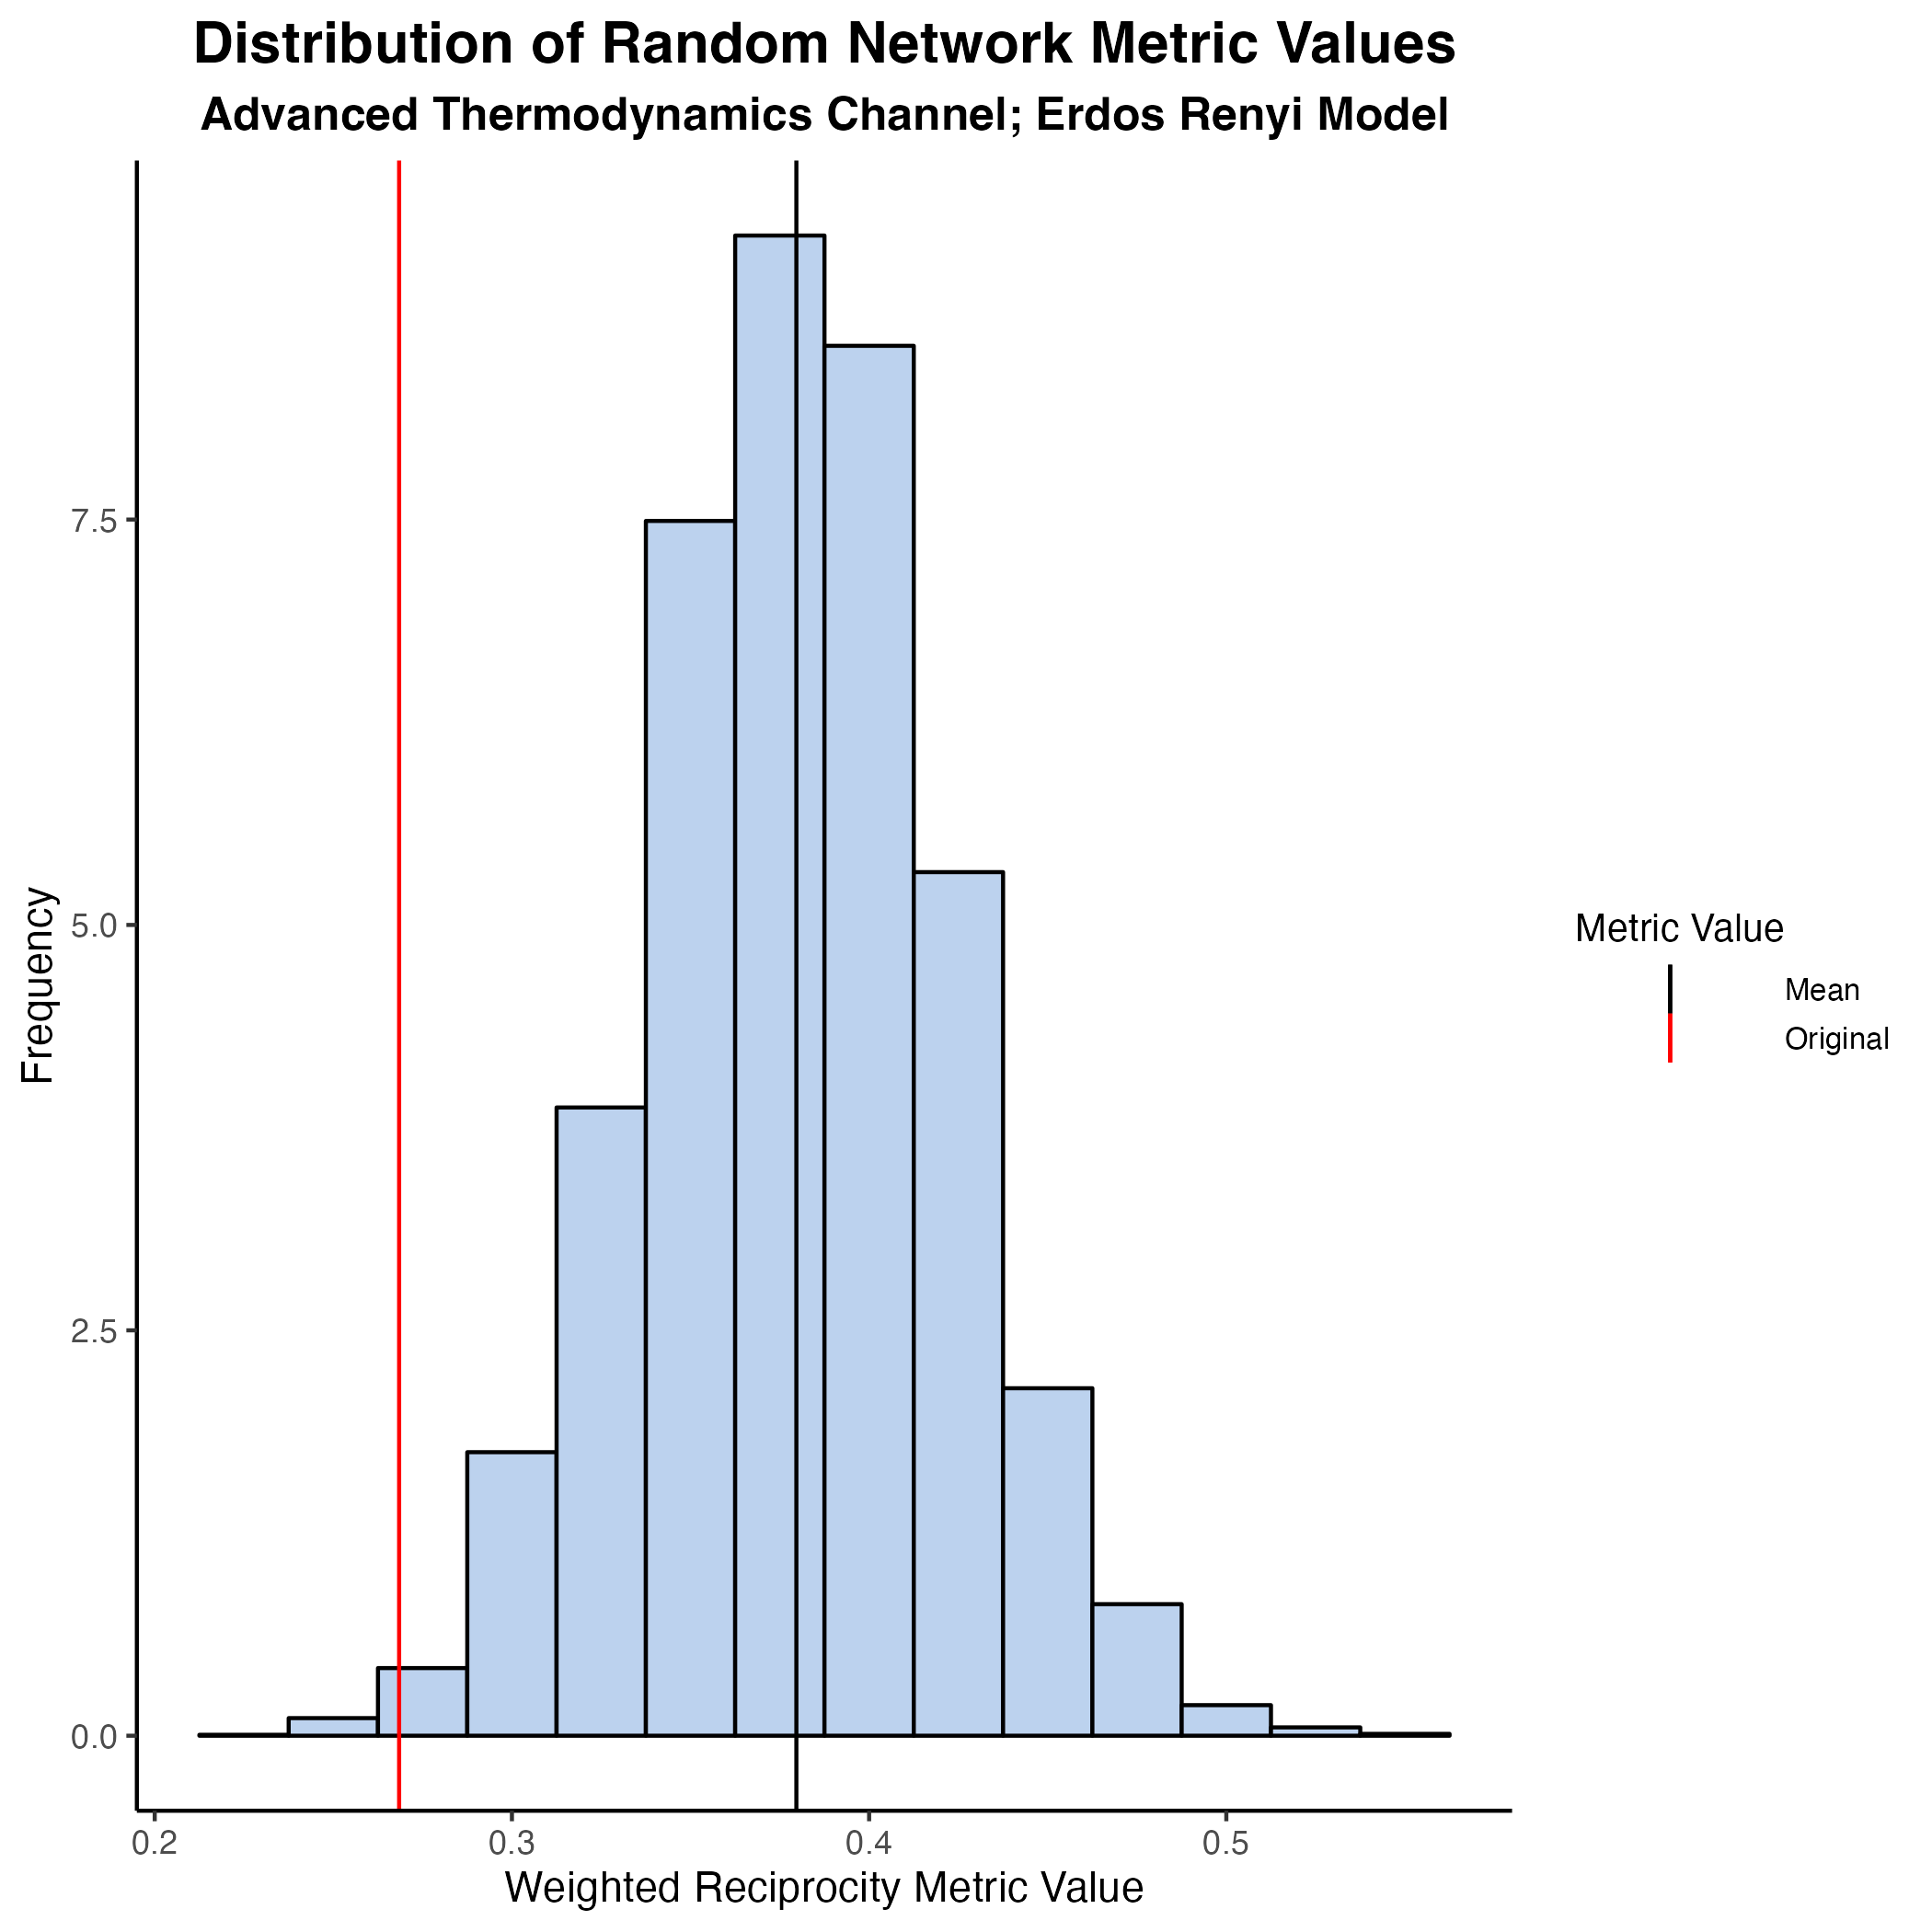 Distribution of Random Network Metric Values
Advanced Thermodynamics Channel; Erdos Renyi Model
Frequency
7.5
5.0
2.5
0.0
0.2
0.3
0.4
0.5
Weighted Reciprocity Metric Value
Metric Value
Mean
Original